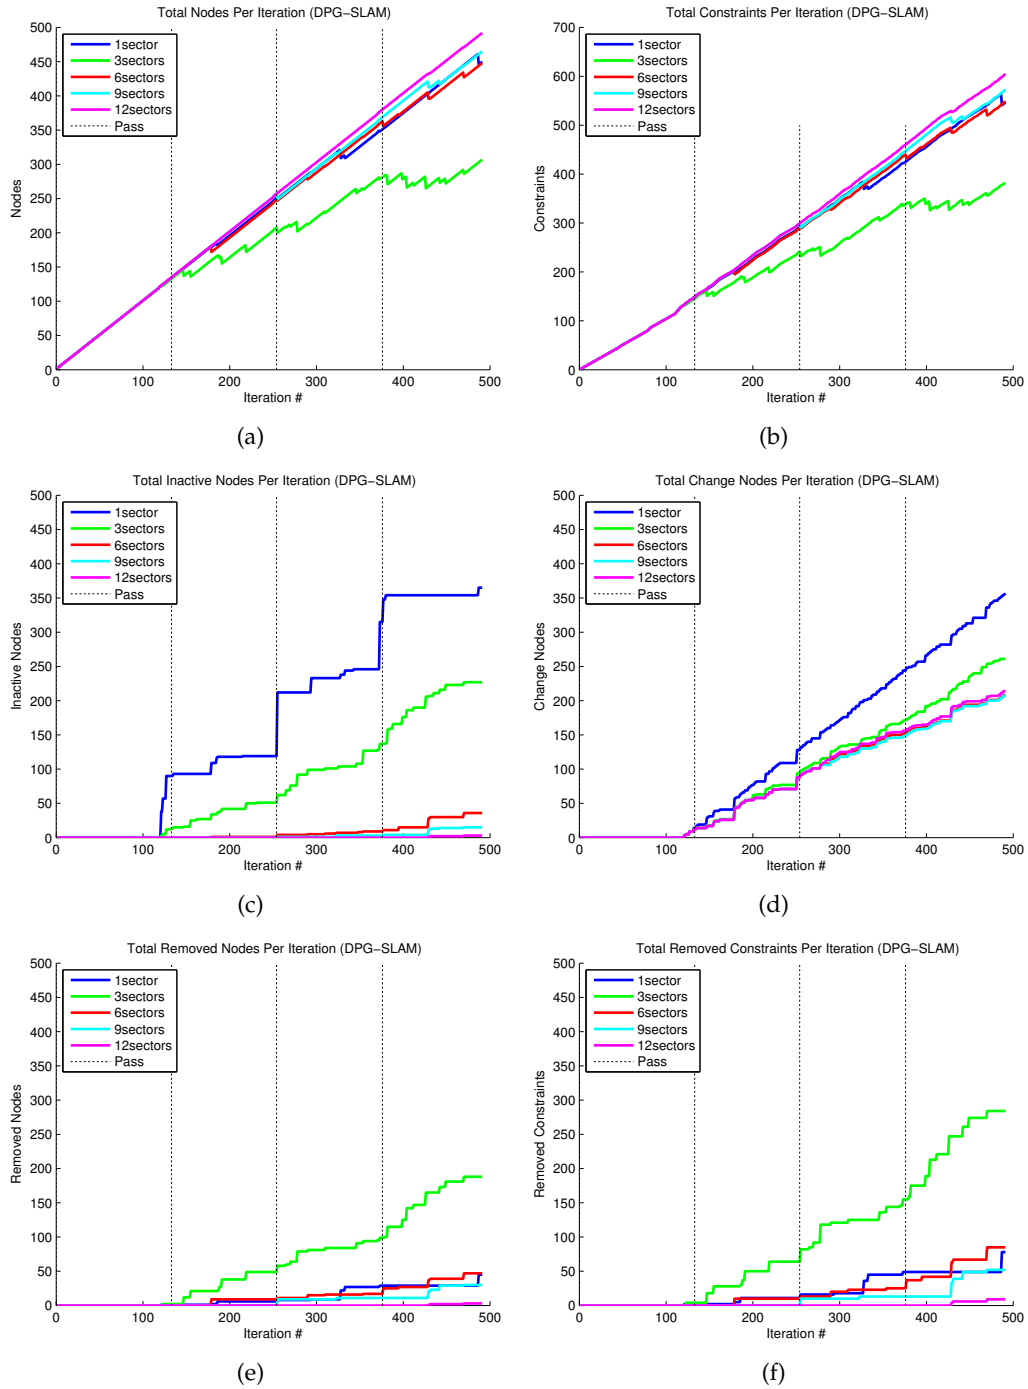 Total Nodes Per Iteration (DPG−SLAM)
500
450
400
350
300
250
200
150
100
50
0
Nodes
1sector
3sectors
6sectors
9sectors
12sectors
Pass
0 100 200 300 400 500
Iteration #
(a)
Total Constraints Per Iteration (DPG−SLAM)
700
600
500
400
300
200
100
0
Constraints
1sector
3sectors
6sectors
9sectors
12sectors
Pass
0 100 200 300 400 500
Iteration #
(b)
Total Inactive Nodes Per Iteration (DPG−SLAM)
500
450
400
350
300
250
200
150
100
50
0
Inactive Nodes
1sector
3sectors
6sectors
9sectors
12sectors
Pass
0 100 200 300 400 500
Iteration #
(c)
Total Change Nodes Per Iteration (DPG−SLAM)
500
450
400
350
300
250
200
150
100
50
0
Change Nodes
1sector
3sectors
6sectors
9sectors
12sectors
Pass
0 100 200 300 400 500
Iteration #
(d)
Total Removed Nodes Per Iteration (DPG−SLAM)
500
450
400
350
300
250
200
150
100
50
0
Removed Nodes
1sector
3sectors
6sectors
9sectors
12sectors
Pass
0 100 200 300 400 500
Iteration #
(e)
Total Removed Constraints Per Iteration (DPG−SLAM)
500
450
400
350
300
250
200
150
100
50
0
Removed Constraints
1sector
3sectors
6sectors
9sectors
12sectors
Pass
0 100 200 300 400 500
Iteration #
(f)